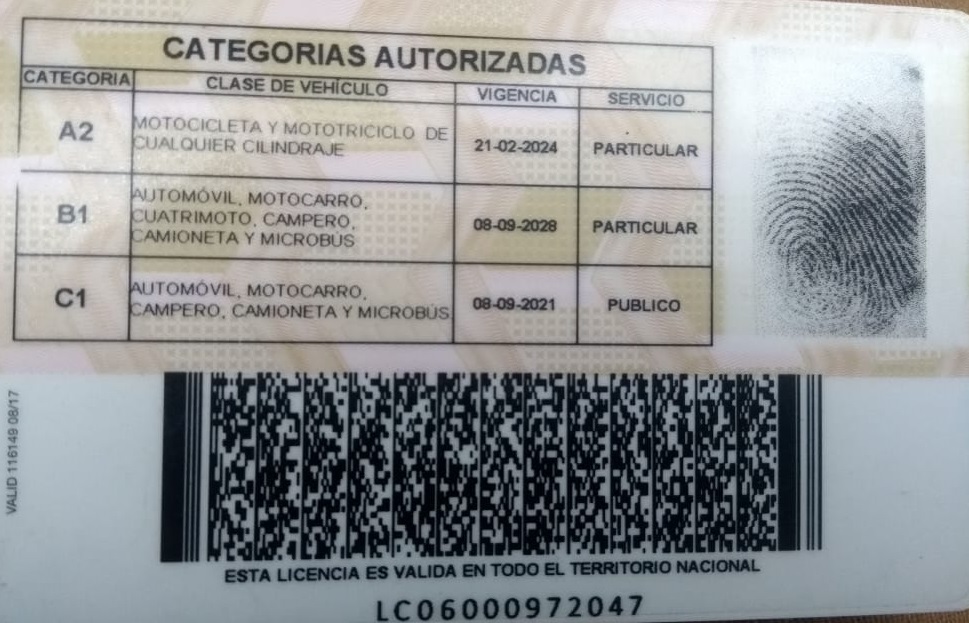 CATEGORIAS AUTORIZADAS
CATEGORIA CLASE DE VEHÍCULO VIGENCIA SERVICIO
A2 MOTOCICLETA Y MOTOTRICICLO DE CUALQUIER CILINDRAJE 21-02-2024 PARTICULAR
B1 AUTOMÓVIL, MOTOCARRO, CUATRIMOTO, CAMPERO, CAMIONETA Y MICROBÚS 08-09-2028 PARTICULAR
C1 AUTOMÓVIL, MOTOCARRO, CAMPERO, CAMIONETA Y MICROBÚS 08-09-2021 PUBLICO
VALID 116149 08/17
ESTA LICENCIA ES VALIDA EN TODO EL TERRITORIO NACIONAL
LC06000972047